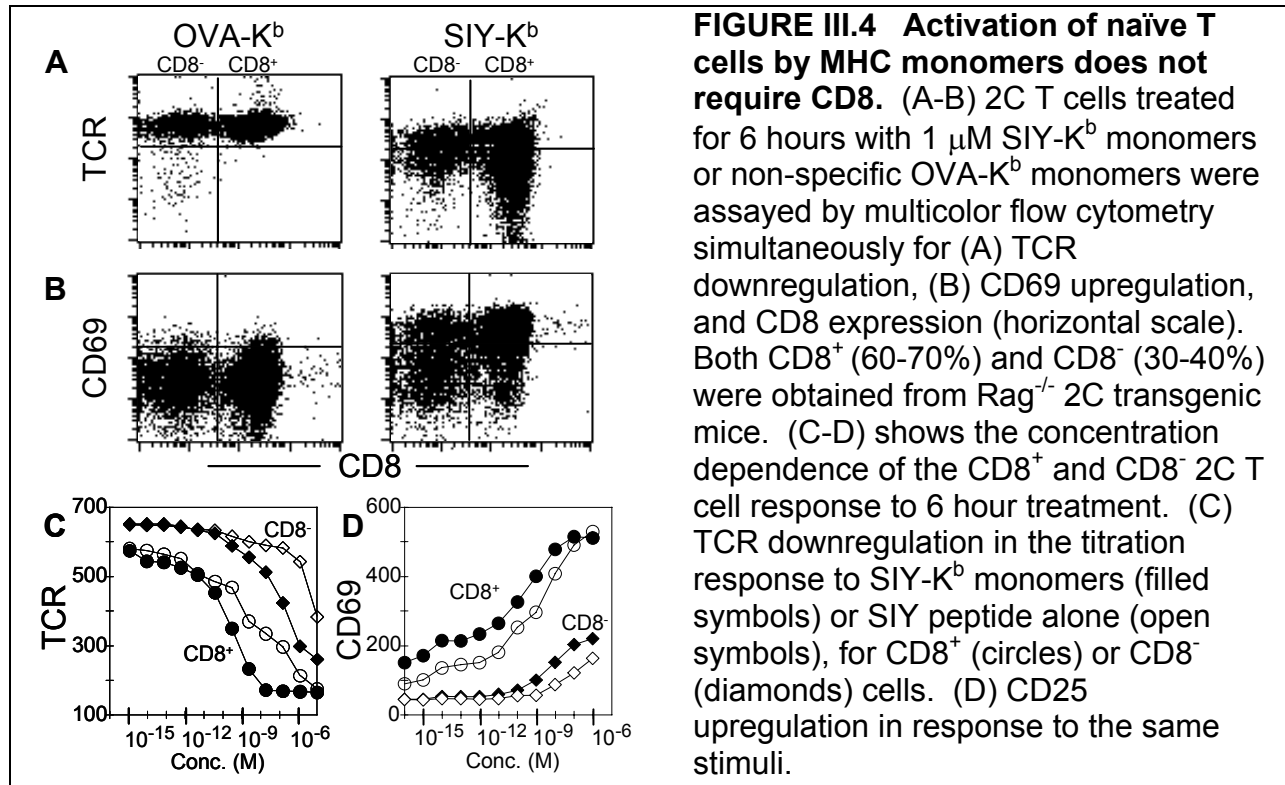 OVA-Kᵇ SIY-Kᵇ
A CD8⁻ CD8⁺
TCR
B
CD69
CD8
C
700
500
300
100
TCR
CD8⁻
CD8⁺
10⁻¹⁵ 10⁻¹² 10⁻⁹ 10⁻⁶
Conc. (M)
D
600
400
200
0
CD69
CD8⁺
CD8⁻
10⁻¹⁵ 10⁻¹² 10⁻⁹ 10⁻⁶
Conc. (M)
FIGURE III.4 Activation of naïve T
cells by MHC monomers does not
require CD8. (A-B) 2C T cells treated
for 6 hours with 1 μM SIY-Kᵇ monomers
or non-specific OVA-Kᵇ monomers were
assayed by multicolor flow cytometry
simultaneously for (A) TCR
downregulation, (B) CD69 upregulation,
and CD8 expression (horizontal scale).
Both CD8⁺ (60-70%) and CD8⁻ (30-40%)
were obtained from Rag⁻/⁻ 2C transgenic
mice. (C-D) shows the concentration
dependence of the CD8⁺ and CD8⁻ 2C T
cell response to 6 hour treatment. (C)
TCR downregulation in the titration
response to SIY-Kᵇ monomers (filled
symbols) or SIY peptide alone (open
symbols), for CD8⁺ (circles) or CD8⁻
(diamonds) cells. (D) CD25
upregulation in response to the same
stimuli.